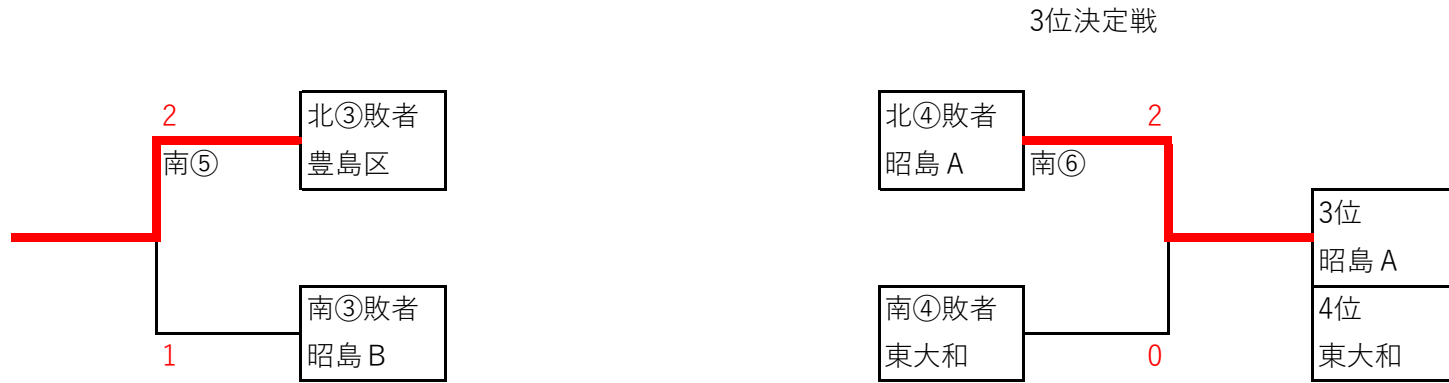 3位決定戦
2
北③敗者
豊島区
南⑤
南③敗者
昭島B
1
北④敗者
昭島A
2
南⑥
南④敗者
東大和
0
3位
昭島A
4位
東大和